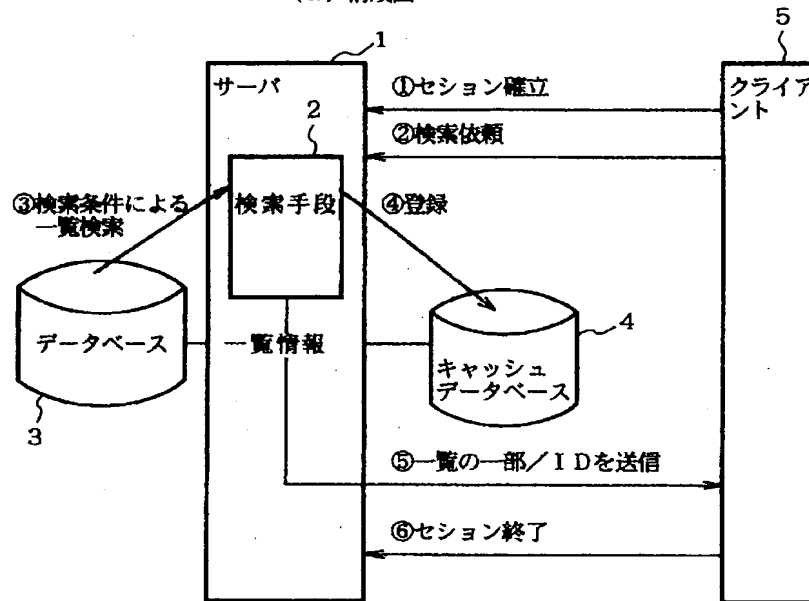 1
5
サーバ
①セション確立
クライア
ント
2
②検索依頼
③検索条件による
一覧検索
検索手段
④登録
データベース
一覧情報
4
キャッシュ
データベース
3
⑤一覧の一部／ＩＤを送信
⑥セション終了